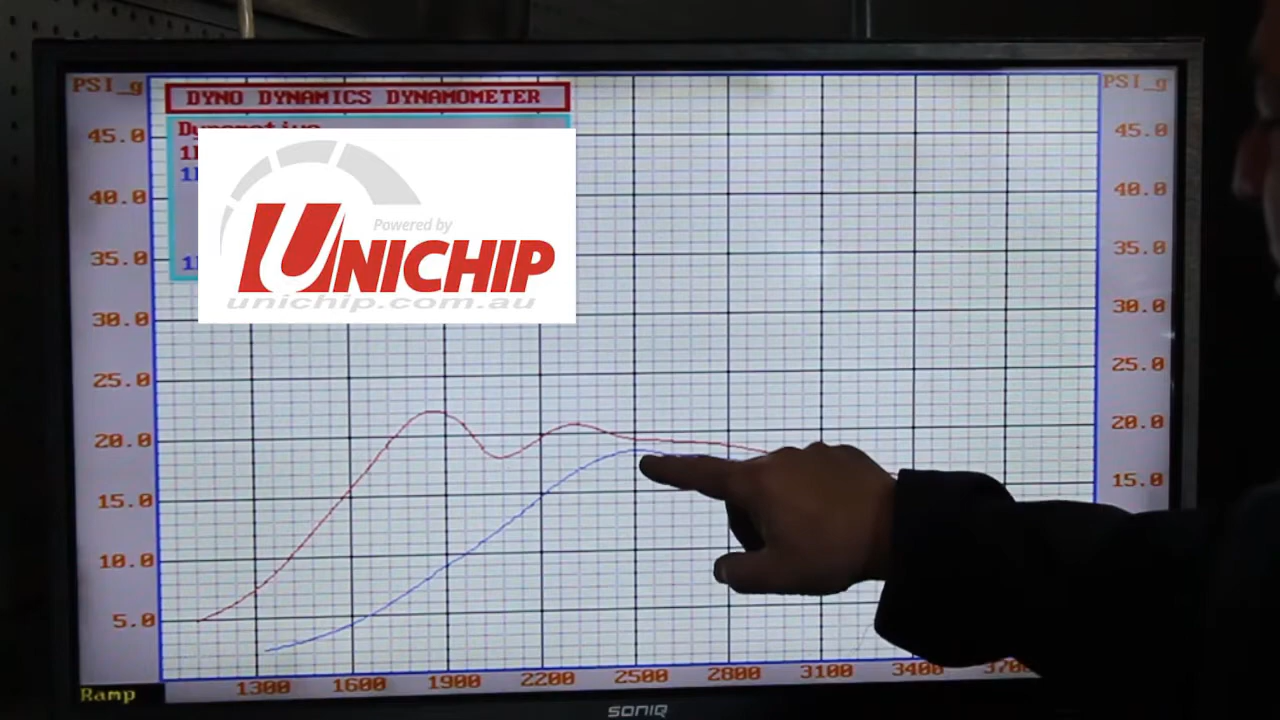 PSI_g
PSI_g
DYNO DYNAMICS DYNAMOMETER
45.0
45.0
40.0
40.0
35.0
35.0
30.0
30.0
25.0
25.0
20.0
20.0
15.0
15.0
10.0
5.0
Powered by
UNICHIP
unichip.com.au
Ramp
1300 1600 1900 2200 2500 2800 3100 3400
SONIQ